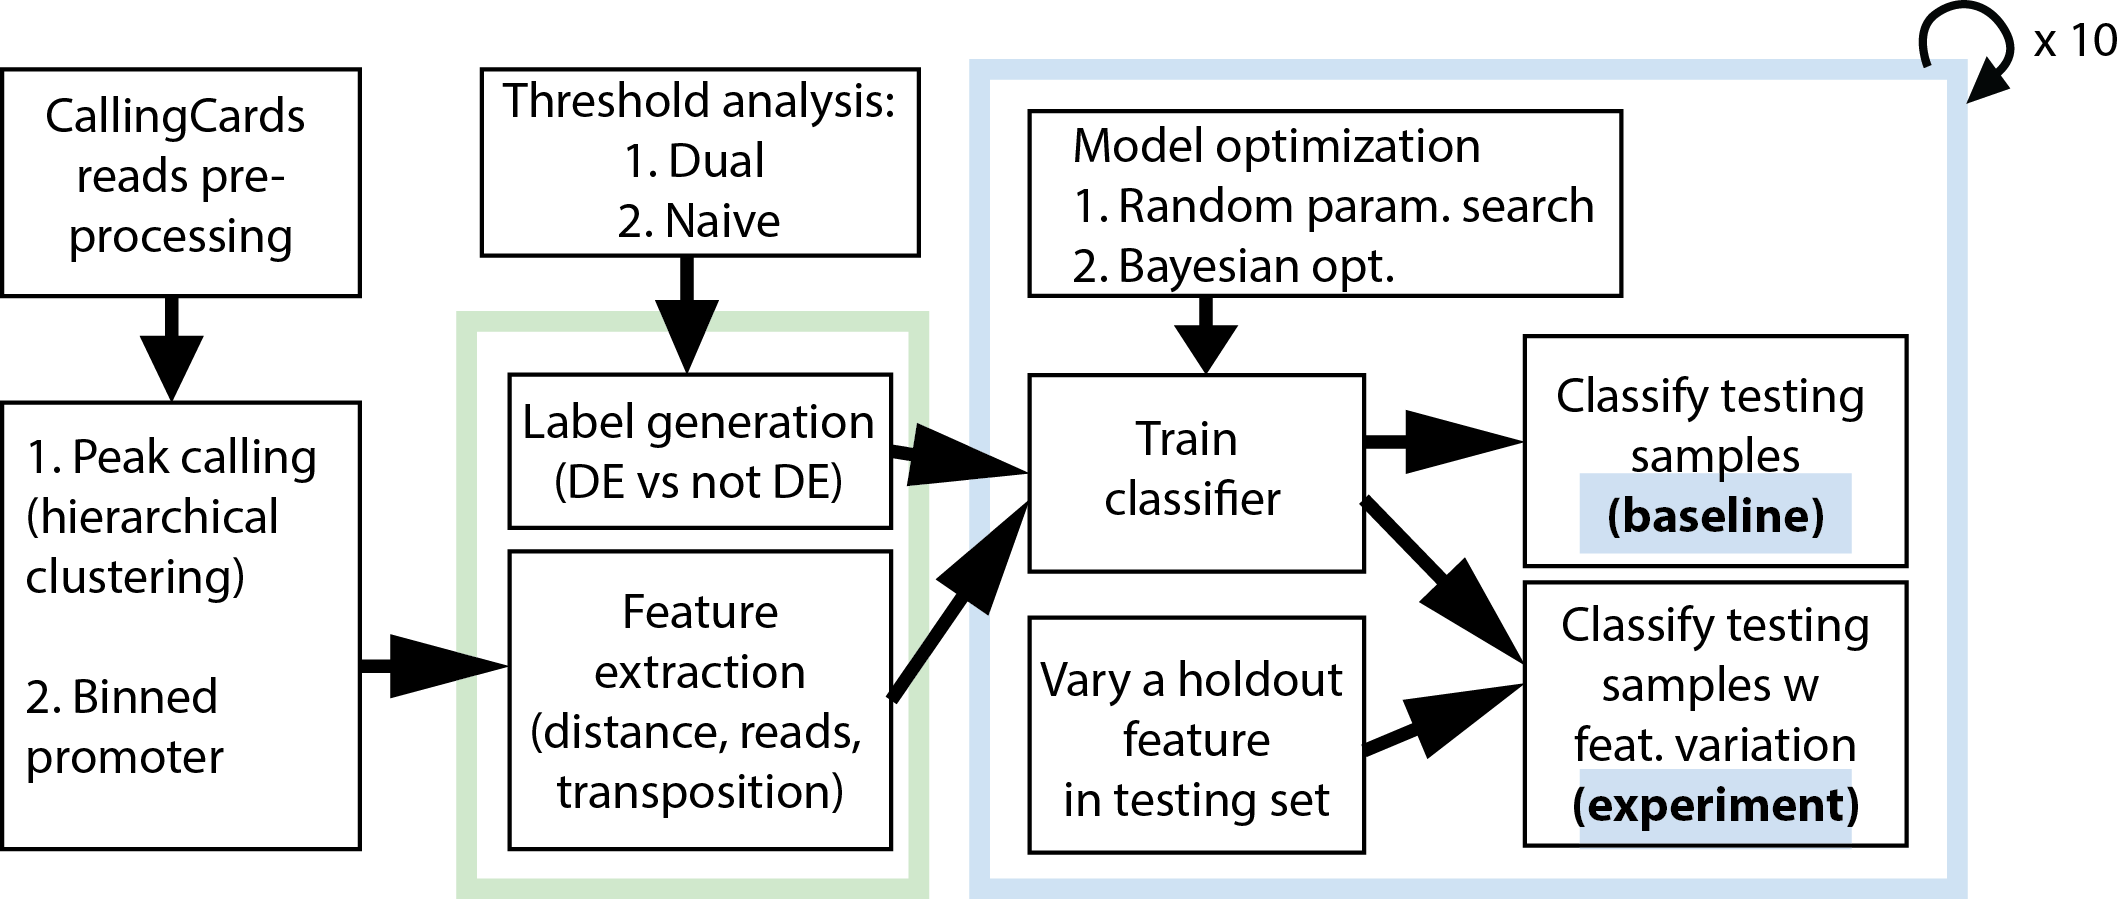 CallingCards
reads pre-
processing
1. Peak calling
(hierarchical
clustering)
2. Binned
promoter
Threshold analysis:
1. Dual
2. Naive
Label generation
(DE vs not DE)
Feature
extraction
(distance, reads,
transposition)
x 10
Model optimization
1. Random param. search
2. Bayesian opt.
Train
classifier
Vary a holdout
feature
in testing set
Classify testing
samples
(baseline)
Classify testing
samples w
feat. variation
(experiment)